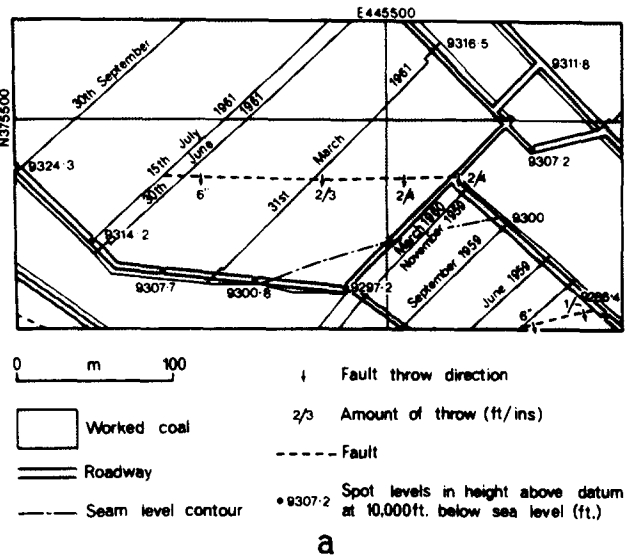 E445500
N375500
9316·5
9311·8
30th September
1961
1961
1961
15th July
30th June
31st March
9324·3
9307·2
6"
2/3
2/4
2/4
9314·2
March 1960
November 1959
9300
September 1959
June 1959
9307·7
9300·8
9297·2
6"
1/
0 m 100
Worked coal
Roadway
Seam level contour
Fault throw direction
2/3 Amount of throw (ft/ins)
Fault
9307·2 Spot levels in height above datum
at 10,000ft. below sea level (ft.)
a